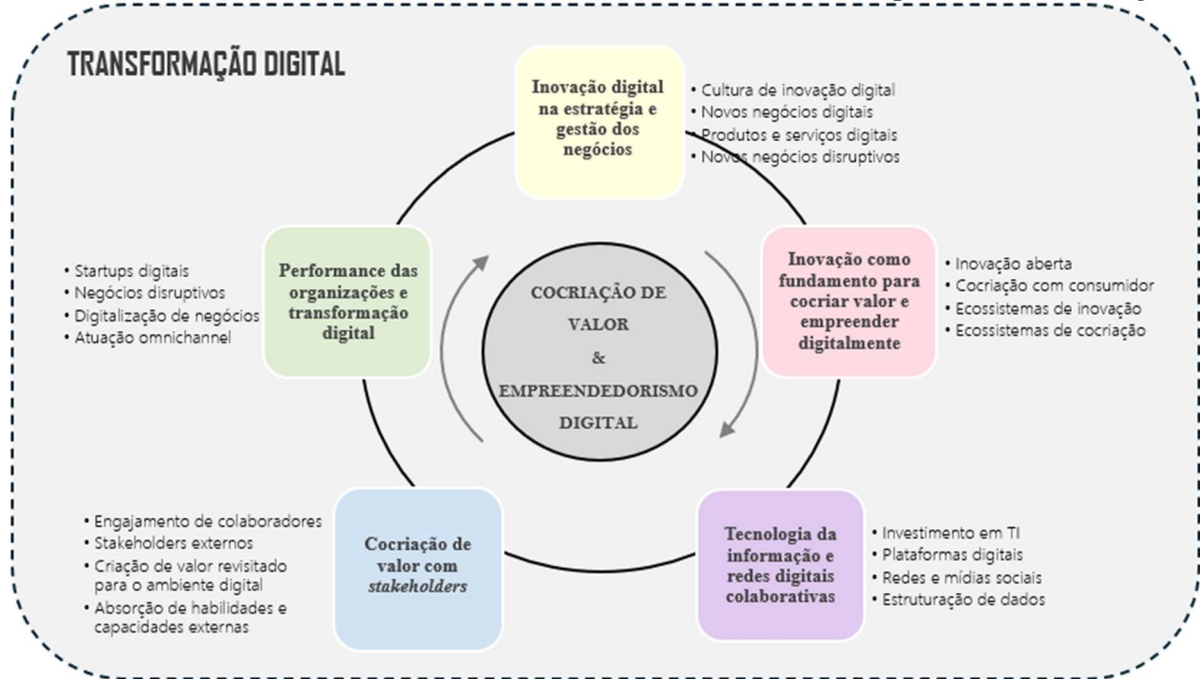 TRANSFORMAÇÃO DIGITAL
Inovação digital
na estratégia e
gestão dos
negócios
• Cultura de inovação digital
• Novos negócios digitais
• Produtos e serviços digitais
• Novos negócios disruptivos
Inovação como
fundamento para
cocriar valor e
empreender
digitalmente
• Inovação aberta
• Cocriação com consumidor
• Ecossistemas de inovação
• Ecossistemas de cocriação
Tecnologia da
informação e
redes digitais
colaborativas
• Investimento em TI
• Plataformas digitais
• Redes e mídias sociais
• Estruturação de dados
Cocriação de
valor com
stakeholders
• Engajamento de colaboradores
• Stakeholders externos
• Criação de valor revisitado
para o ambiente digital
• Absorção de habilidades e
capacidades externas
Performance das
organizações e
transformação
digital
• Startups digitais
• Negócios disruptivos
• Digitalização de negócios
• Atuação omnichannel
COCRIAÇÃO DE
VALOR
&
EMPREENDEDORISMO
DIGITAL